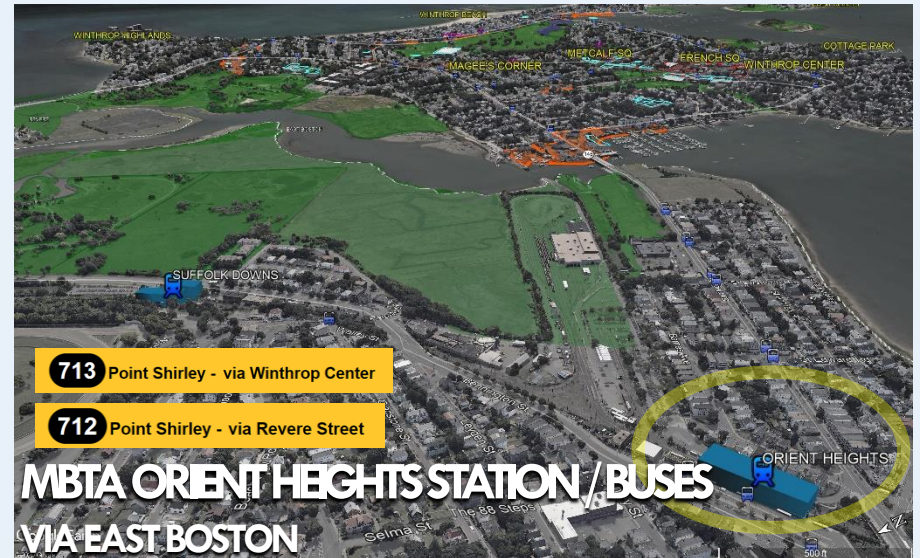 WINTHROP BEACH
WINTHROP HIGHLANDS
METCALF SQ
COTTAGE PARK
MAGEE'S CORNER
FRENCH SQ
WINTHROP CENTER
SUFFOLK DOWNS
713 Point Shirley - via Winthrop Center
712 Point Shirley - via Revere Street
ORIENT HEIGHTS
MBTA ORIENT HEIGHTS STATION / BUSES
The 88 Steps
Selma St
VIA EAST BOSTON
500 ft